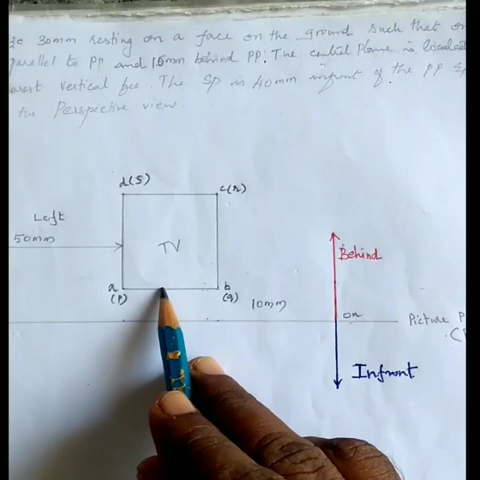 30mm resting on a face on the ground such that on
parallel to PP and 10mm behind PP. The central Plane is located
vertical face. The SP is 40mm infront of the PP
the Perspective view.
d(s)
c(r)
Left
50mm
TV
Behind
a
(p)
b
(q)
10mm
on
Picture P
Infront